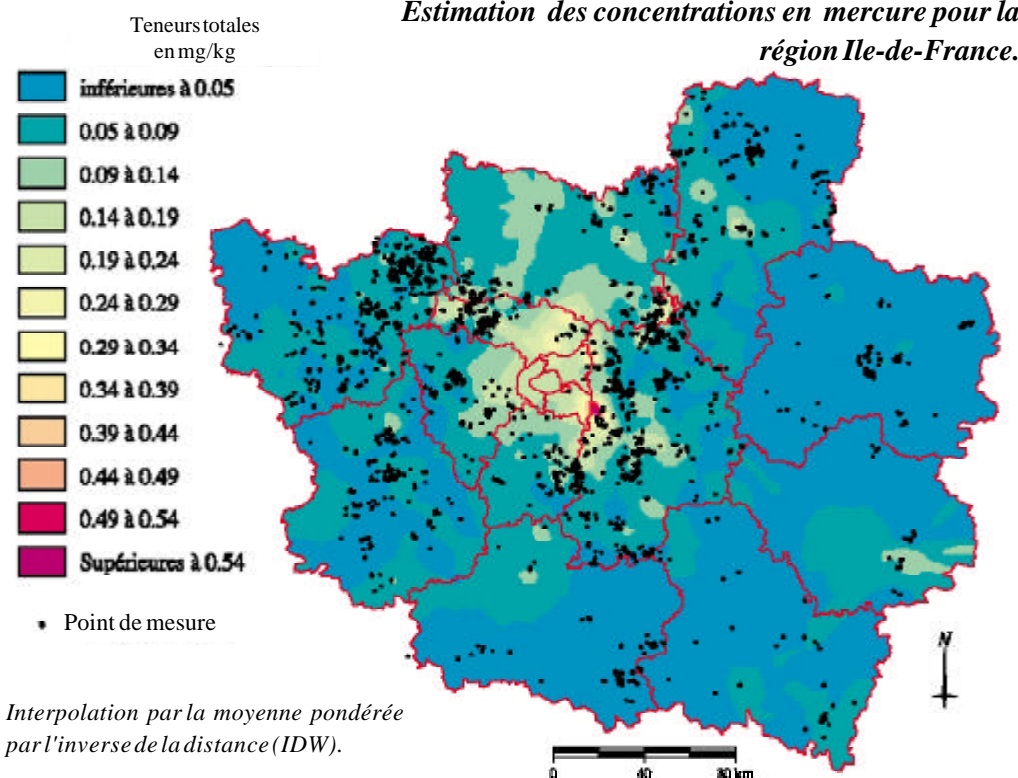 Estimation des concentrations en mercure pour la
région Ile-de-France.
Teneurs totales
en mg/kg
inférieures à 0.05
0.05 à 0.09
0.09 à 0.14
0.14 à 0.19
0.19 à 0.24
0.24 à 0.29
0.29 à 0.34
0.34 à 0.39
0.39 à 0.44
0.44 à 0.49
0.49 à 0.54
Supérieures à 0.54
Point de mesure
N
Interpolation par la moyenne pondérée
par l'inverse de la distance (IDW).
0 40 80 km